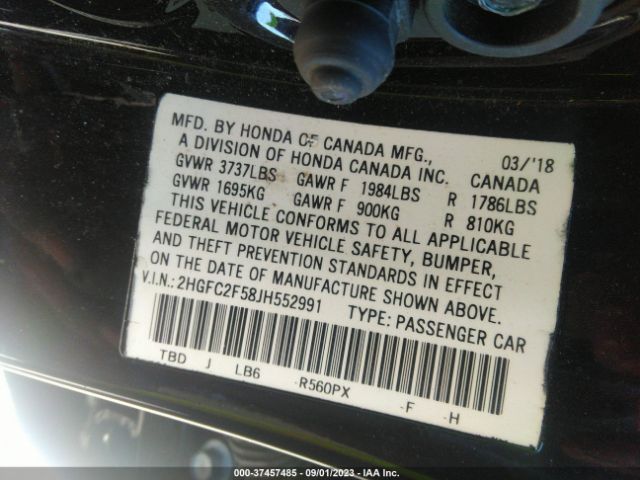 MFD. BY HONDA OF CANADA MFG., 03/'18
A DIVISION OF HONDA CANADA INC. CANADA
GVWR 3737LBS GAWR F 1984LBS R 1786LBS
GVWR 1695KG GAWR F 900KG R 810KG
THIS VEHICLE CONFORMS TO ALL APPLICABLE
FEDERAL MOTOR VEHICLE SAFETY, BUMPER,
AND THEFT PREVENTION STANDARDS IN EFFECT
ON THE DATE OF MANUFACTURE SHOWN ABOVE.
V.I.N.: 2HGFC2F58JH552991 TYPE: PASSENGER CAR
TBD J LB6 -R560PX -F -H
000-37457485 - 09/01/2023 - IAA Inc.